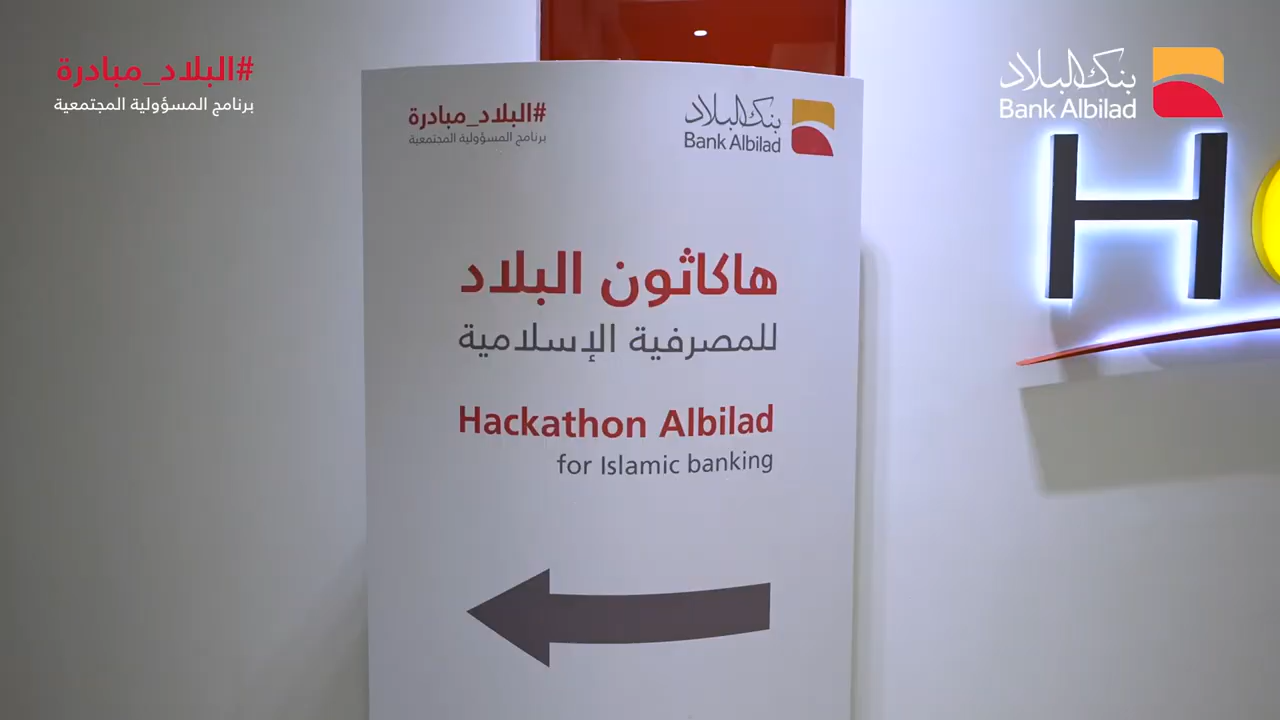 #البلاد_مبادرة
برنامج المسؤولية المجتمعية
بنك البلاد
Bank Albilad
#البلاد_مبادرة
برنامج المسؤولية المجتمعية
بنك البلاد
Bank Albilad
هاكاثون البلاد
للمصرفية الإسلامية
Hackathon Albilad
for Islamic banking
H